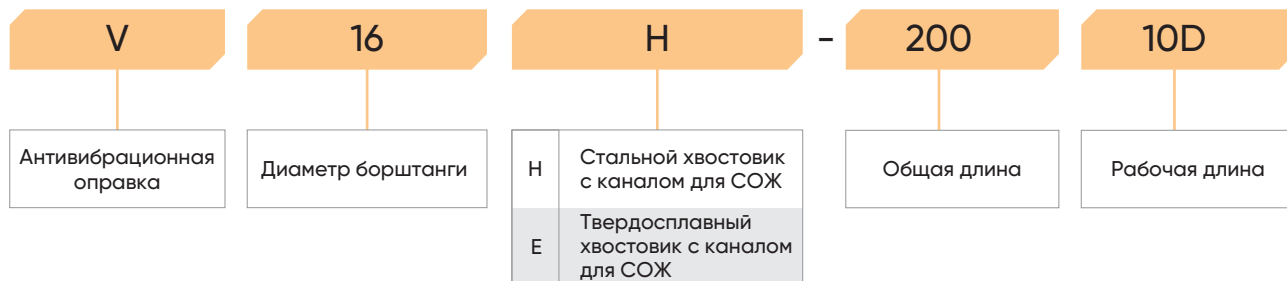 V 16 H - 200 10D
Антивибрационная
оправка
Диаметр борштанги
H Стальной хвостовик
с каналом для СОЖ
E Твердосплавный
хвостовик с каналом
для СОЖ
Общая длина
Рабочая длина